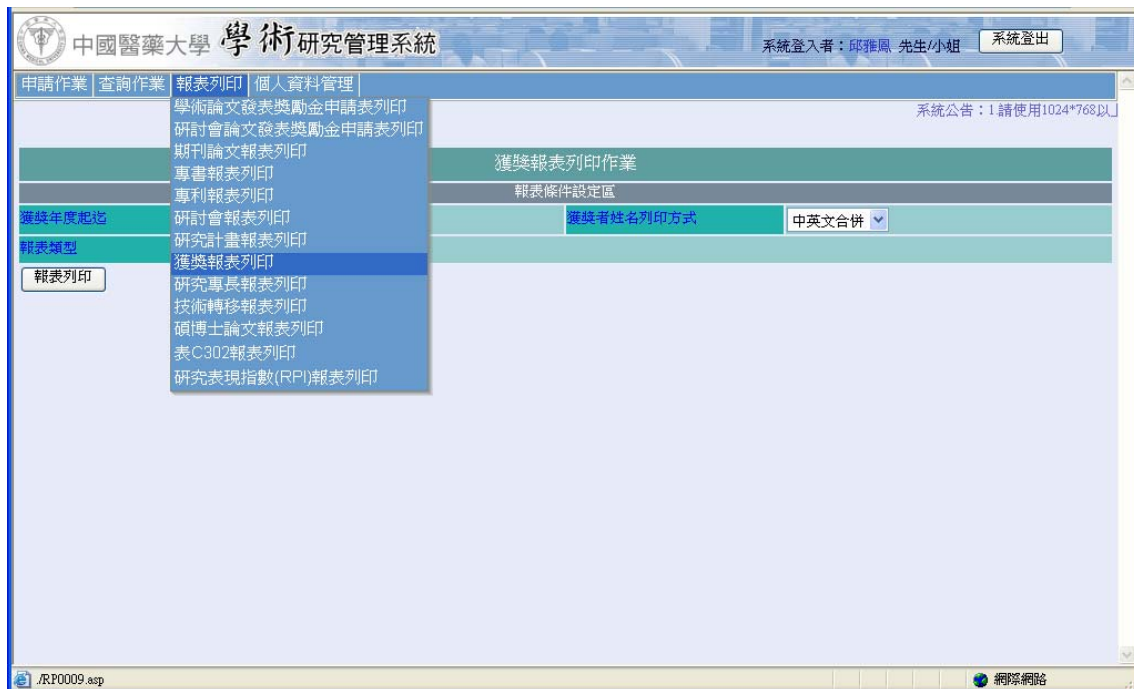 中國醫藥大學 學術研究管理系統
系統登入者：邱雅鳳 先生/小姐 系統登出
申請作業 查詢作業 報表列印 個人資料管理
系統公告：1.請使用1024*768以上
學術論文發表獎勵金申請表列印
研討會論文發表獎勵金申請表列印
期刊論文報表列印
專書報表列印
專利報表列印
研討會報表列印
研究計畫報表列印
獲獎報表列印
研究專長報表列印
技術轉移報表列印
碩博士論文報表列印
表C302報表列印
研究表現指數(RPI)報表列印
獲獎報表列印作業
報表條件設定區
獲獎年度起迄 獲獎者姓名列印方式 中英文合併
報表類型
報表列印
./RP0009.asp 網際網路